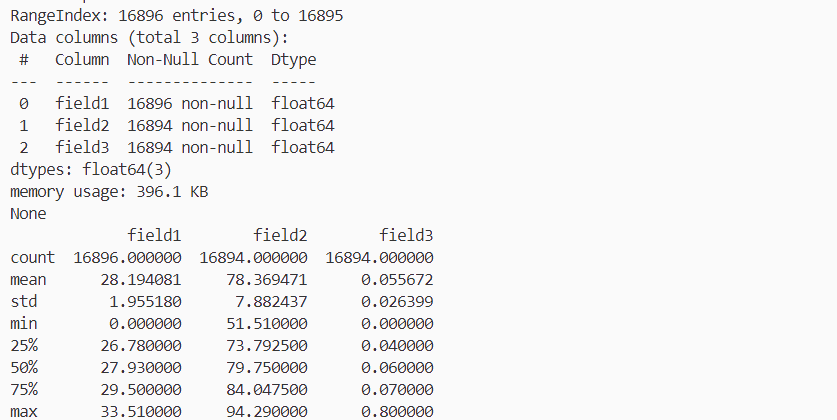 RangeIndex: 16896 entries, 0 to 16895
Data columns (total 3 columns):
 #   Column  Non-Null Count  Dtype
---  ------  --------------  -----
 0   field1  16896 non-null  float64
 1   field2  16894 non-null  float64
 2   field3  16894 non-null  float64
dtypes: float64(3)
memory usage: 396.1 KB
None
             field1        field2        field3
count  16896.000000  16894.000000  16894.000000
mean      28.194081     78.369471      0.055672
std        1.955180      7.882437      0.026399
min        0.000000     51.510000      0.000000
25%       26.780000     73.792500      0.040000
50%       27.930000     79.750000      0.060000
75%       29.500000     84.047500      0.070000
max       33.510000     94.290000      0.800000